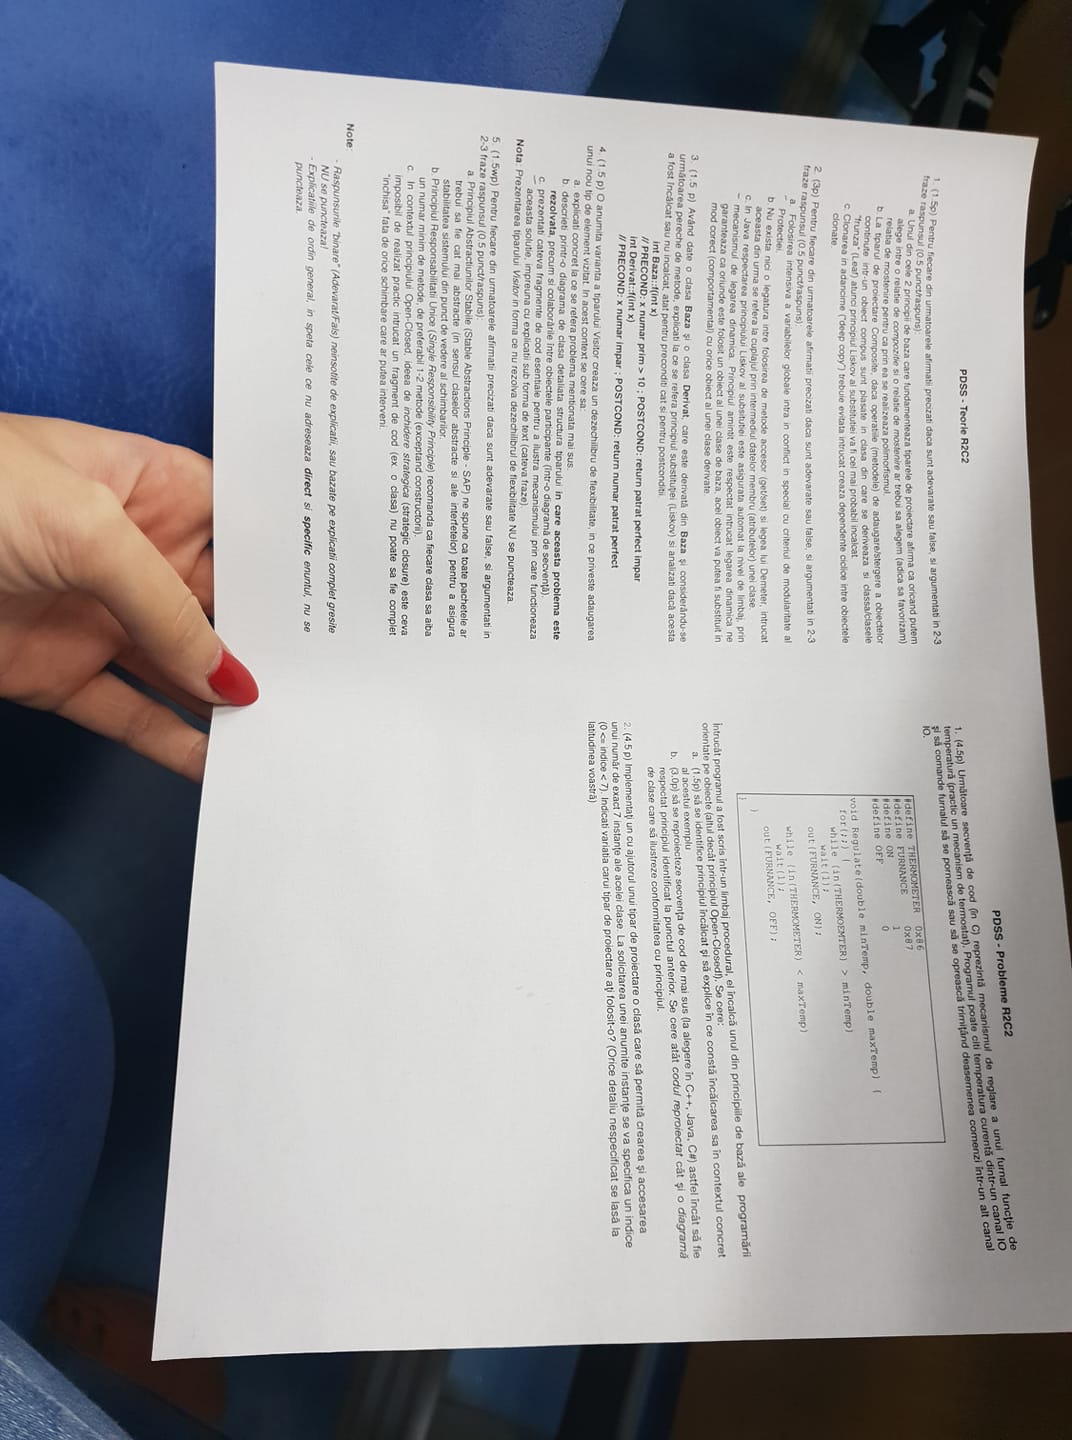 PDSS - Teorie R2C2
1. (1.5p) Pentru fiecare din urmatoarele afirmatii precizati daca sunt adevarate sau false, si argumentati in 2-3
fraze raspunsul (0.5 punct/raspuns):
a. Unul din cele 2 principii de baza care fundamenteaza tiparele de proiectare afirma ca oricand putem
alege intre o relatie de compozitie si o relatie de mostenire ar trebui sa alegem (adica sa favorizam)
relatia de mostenire pentru ca prin ea se realizeaza polimorfismul.
b. La tiparul de proiectare Composite, daca operatiile (metodele) de adaugare/stergere a obiectelor
continute intr-un obiect compus sunt plasate in clasa din care se deriveaza si classa/clasele
"frunza" (Leaf) atunci principiul Liskov al substitutiei va fi cel mai probabil incalcat.
c. Clonarea in adancime ("deep copy") trebuie evitata intrucat creaza dependente ciclice intre obiectele
clonate.
2. (3p) Pentru fiecare din urmatoarele afirmatii precizati daca sunt adevarate sau false, si argumentati in 2-3
fraze raspunsul (0.5 punct/raspuns):
a. Folosirea intensiva a variabilelor globale intra in conflict in special cu criteriul de modularitate al
Protectiei.
b. Nu exista nici o legatura intre folosirea de metode accesor (get/set) si legea lui Demeter, intrucat
aceasta din urma se refera la cuplajul prin intermediul datelor membru (atributelor) unei clase.
c. In Java respectarea principiului Liskov al subsitutiei este asigurata automat la nivel de limbaj, prin
mecanismul de legarea dinamica. Principiul amintit este respectat intrucat legarea dinamica ne
garanteaza ca oriunde este folosit un obiect al unei clase de baza, acel obiect va putea fi substituit in
mod corect (comportamental) cu orice obiect al unei clase derivate.
3. (1.5 p) Având date o clasa Baza şi o clasa Derivat, care este derivată din Baza şi considerându-se
următoarea pereche de metode, explicati la ce se refera principiul substituţiei (Liskov) si analizati dacă acesta
a fost încălcat sau nu incalcat, atat pentru preconditi cat si pentru postconditii.
int Baza::f(int x)
// PRECOND: x numar prim > 10 ; POSTCOND: return patrat perfect impar
int Derivat::f(int x)
// PRECOND: x numar impar ; POSTCOND: return numar patrat perfect
4. (1.5 p) O anumita varianta a tiparului Visitor creaza un dezechilibru de flexibilitate, in ce priveste adaugarea
unui nou tip de element vizitat. In acest context se cere sa:
a. explicati concret la ce se refera problema mentionata mai sus.
b. descrieti printr-o diagrama de clasa detaliata structura tiparului in care aceasta problema este
rezolvata, precum si colaborările între obiectele participante (într-o diagramă de secvenţă).
c. prezentati cateva fragmente de cod esentiale pentru a ilustra mecanismului prin care functioneaza
aceasta solutie, impreuna cu explicatii sub forma de text (cateva fraze).
Nota: Prezentarea tiparului Visitor in forma ce nu rezolva dezechilibrul de flexibilitate NU se puncteaza.
5. (1.5wp) Pentru fiecare din urmatoarele afirmatii precizati daca sunt adevarate sau false, si argumentati in
2-3 fraze raspunsul (0.5 punct/raspuns):
a. Principiul Abstractiunilor Stabile (Stable Abstractions Principle - SAP) ne spune ca toate pachetele ar
trebui sa fie cat mai abstracte (in sensul claselor abstracte si ale interfetelor) pentru a asigura
stabilitatea sistemului din punct de vedere al schimbarilor.
b. Principiul Responsabilitatii Unice (Single Responsibility Principle) recomanda ca fiecare clasa sa aiba
un numar minim de metode, de preferabil 1-2 metode (exceptand constructorii).
c. In contextul principiului Open-Closed, ideea de inchidere strategica (strategic closure) este ceva
imposibil de realizat practic intrucat un fragment de cod (ex. o clasa) nu poate sa fie complet
"inchisa" fata de orice schimbare care ar putea interveni.
Note:
- Raspunsurile "binare" (Adevarat/Fals) neinsotite de explicatii, sau bazate pe explicatii complet gresite
NU se puncteaza!
- Explicatiile de ordin general, in speta cele ce nu adreseaza direct si specific enuntul, nu se
puncteaza.
PDSS - Probleme R2C2
1. (4.5p) Următoare secvenţă de cod (în C) reprezintă mecanismul de reglare a unui furnal funcţie de
temperatură (practic un mecanism de termostat). Programul poate citi temperatura curentă dintr-un canal IO
şi să comande furnalul să se pornească sau să se oprească trimiţând deasemenea comenzi într-un alt canal
IO.
#define THERMOMETER 0x86
#define FURNANCE 0x87
#define ON 1
#define OFF 0
void Regulate(double minTemp, double maxTemp) {
for(;;) {
while (in(THERMOEMTER) > minTemp)
wait(1);
out(FURNANCE, ON);
while (in(THERMOMETER) < maxTemp)
wait(1);
out(FURNANCE, OFF);
}
}
Întrucât programul a fost scris într-un limbaj procedural, el încalcă unul din principiile de bază ale programării
orientate pe obiecte (altul decât principiul Open-Closed!). Se cere:
a. (1.5p) să se identifice principiul încălcat şi să explice în ce constă încălcarea sa în contextul concret
al acestui exemplu
b. (3.0p) să se reproiecteze secvenţa de cod de mai sus (la alegere în C++, Java, C#) astfel încât să fie
respectat principiul identificat la punctul anterior. Se cere atât codul reproiectat cât şi o diagramă
de clase care să ilustreze conformitatea cu principiul.
2. (4.5 p) Implementaţi un cu ajutorul unui tipar de proiectare o clasă care să permită crearea şi accesarea
unui număr de exact 7 instanţe ale acelei clase. La solicitarea unei anumite instanţe se va specifica un indice
(0 <= indice < 7). Indicati variatia carui tipar de proiectare aţi folosit-o? (Orice detaliu nespecificat se lasă la
latitudinea voastră)